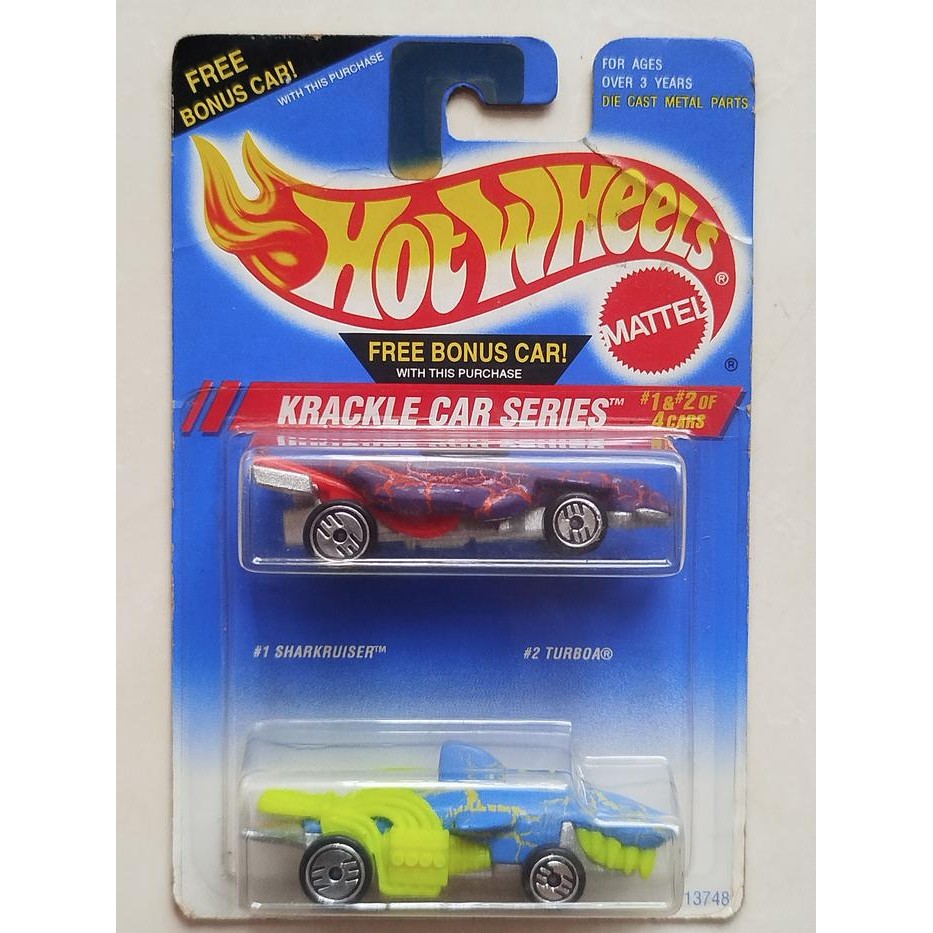 FREE
BONUS CAR!
WITH THIS PURCHASE
FOR AGES
OVER 3 YEARS
DIE CAST METAL PARTS
HOT WHEELS®
MATTEL
®
FREE BONUS CAR!
WITH THIS PURCHASE
KRACKLE CAR SERIES™
#1 & #2 OF
4 CARS
#1 SHARKRUISER™
#2 TURBOA®
13748